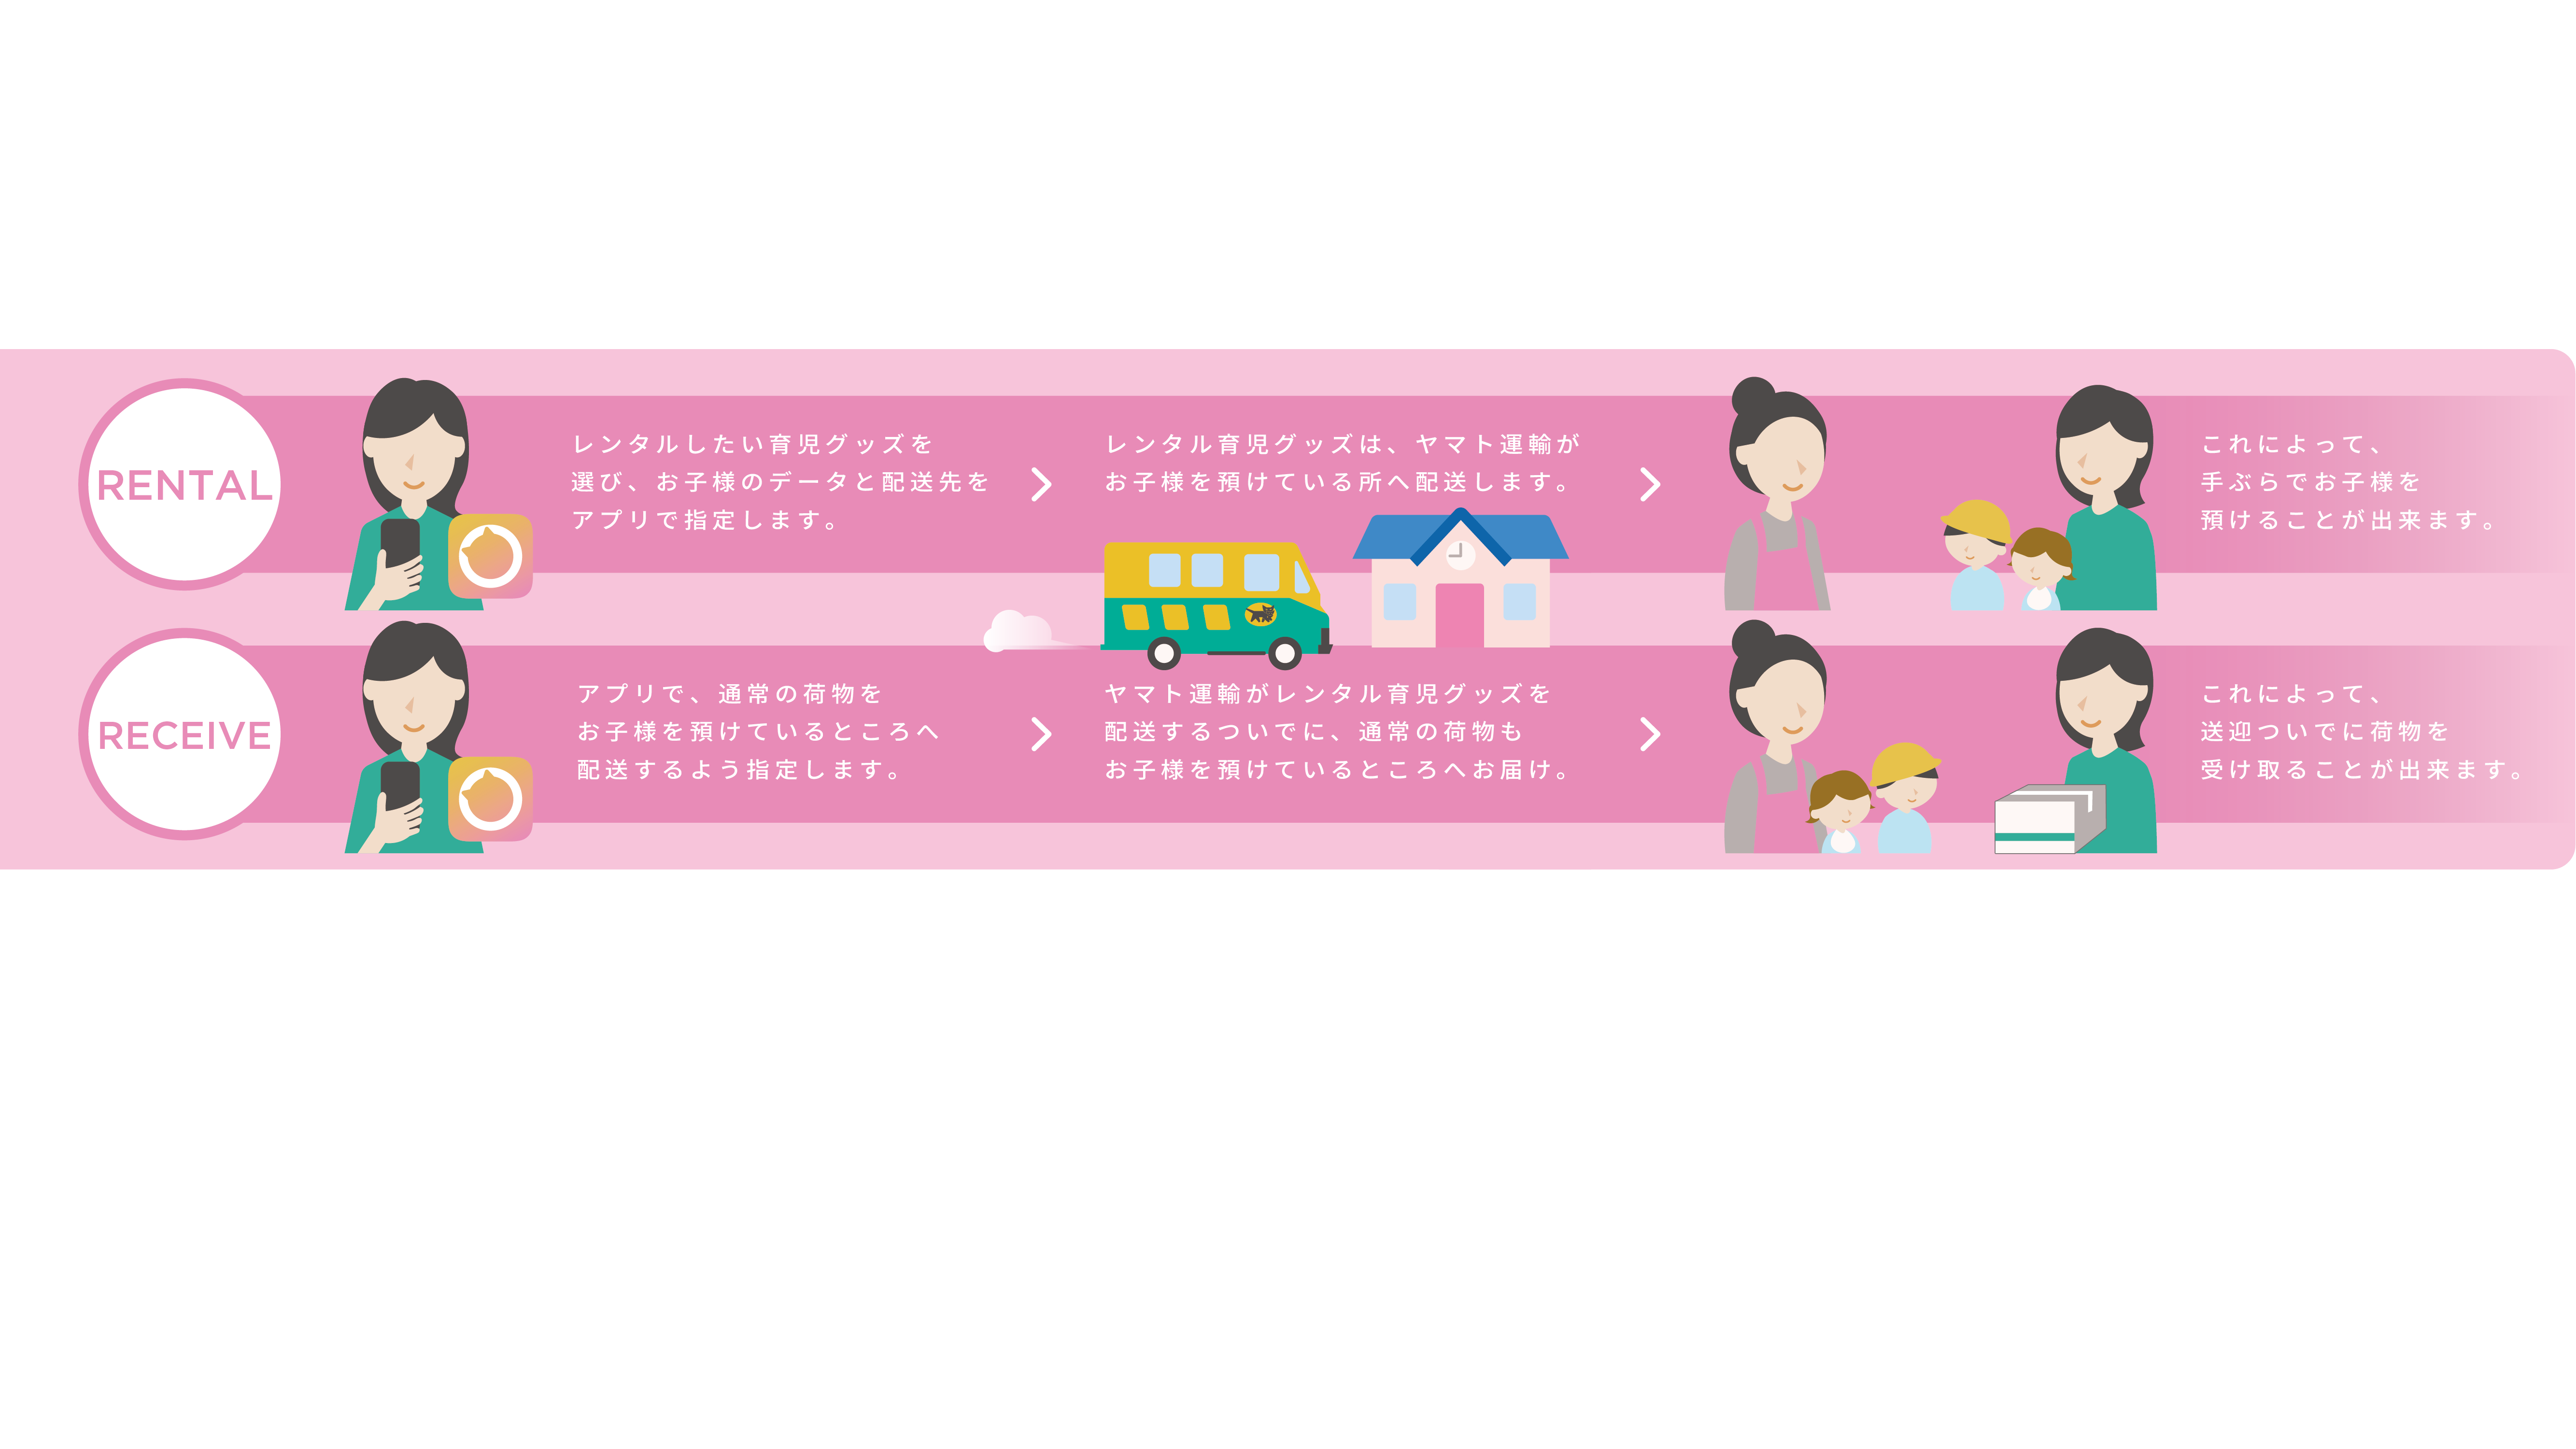 RENTAL
レンタルしたい育児グッズを
選び、お子様のデータと配送先を
アプリで指定します。
レンタル育児グッズは、ヤマト運輸が
お子様を預けている所へ配送します。
これによって、
手ぶらでお子様を
預けることが出来ます。
RECEIVE
アプリで、通常の荷物を
お子様を預けているところへ
配送するよう指定します。
ヤマト運輸がレンタル育児グッズを
配送するついでに、通常の荷物も
お子様を預けているところへお届け。
これによって、
送迎ついでに荷物を
受け取ることが出来ます。